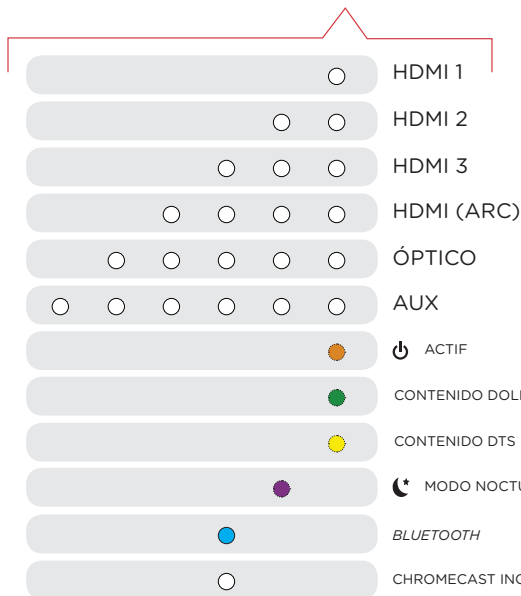 HDMI 1
HDMI 2
HDMI 3
HDMI (ARC)
ÓPTICO
AUX
ACTIF
CONTENIDO
CONTENIDO DTS
MODO
BLUETOOTH
CHROMECAST